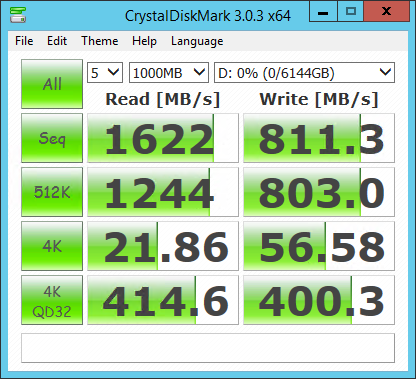 CrystalDiskMark 3.0.3 x64
File Edit Theme Help Language
All 5 1000MB D: 0% (0/6144GB)
Read [MB/s] Write [MB/s]
Seq 1622 811.3
512K 1244 803.0
4K 21.86 56.58
4K QD32 414.6 400.3